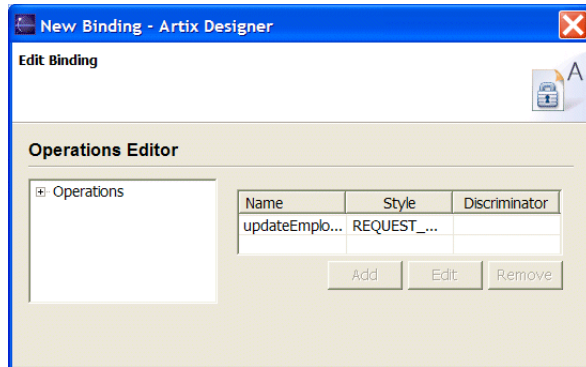 New Binding - Artix Designer
Edit Binding
A
Operations Editor
Operations
Name Style Discriminator
updateEmplo... REQUEST_...
Add Edit Remove